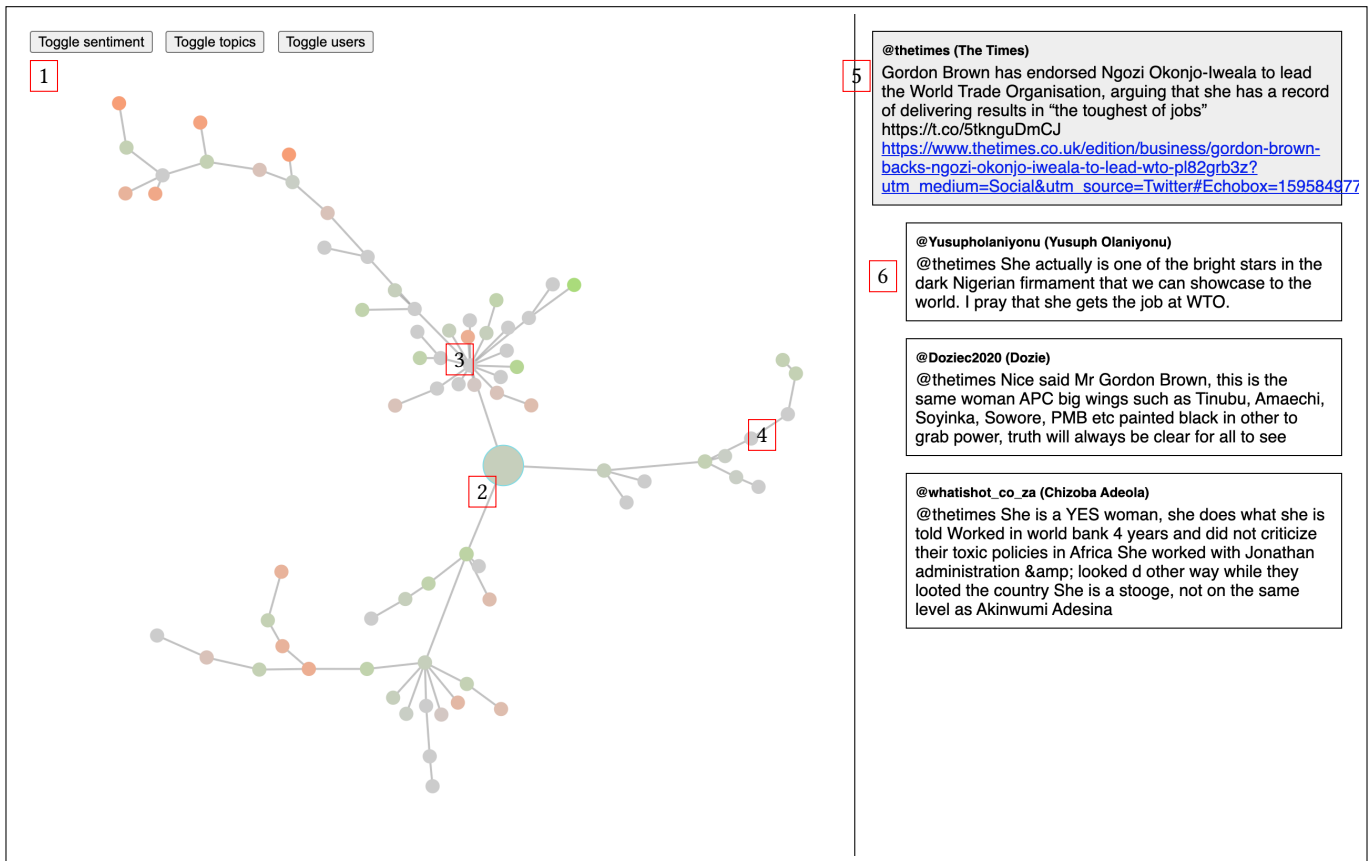 Toggle sentiment
Toggle topics
Toggle users
1
2
3
4
5
@thetimes (The Times)
Gordon Brown has endorsed Ngozi Okonjo-Iweala to lead
the World Trade Organisation, arguing that she has a record
of delivering results in “the toughest of jobs”
https://t.co/5tknguDmCJ
https://www.thetimes.co.uk/edition/business/gordon-brown-
backs-ngozi-okonjo-iweala-to-lead-wto-pl82grb3z?
utm_medium=Social&utm_source=Twitter#Echobox=159584977
6
@Yusupholaniyonu (Yusuph Olaniyonu)
@thetimes She actually is one of the bright stars in the
dark Nigerian firmament that we can showcase to the
world. I pray that she gets the job at WTO.
@Doziec2020 (Dozie)
@thetimes Nice said Mr Gordon Brown, this is the
same woman APC big wings such as Tinubu, Amaechi,
Soyinka, Sowore, PMB etc painted black in other to
grab power, truth will always be clear for all to see
@whatishot_co_za (Chizoba Adeola)
@thetimes She is a YES woman, she does what she is
told Worked in world bank 4 years and did not criticize
their toxic policies in Africa She worked with Jonathan
administration &amp; looked d other way while they
looted the country She is a stooge, not on the same
level as Akinwumi Adesina